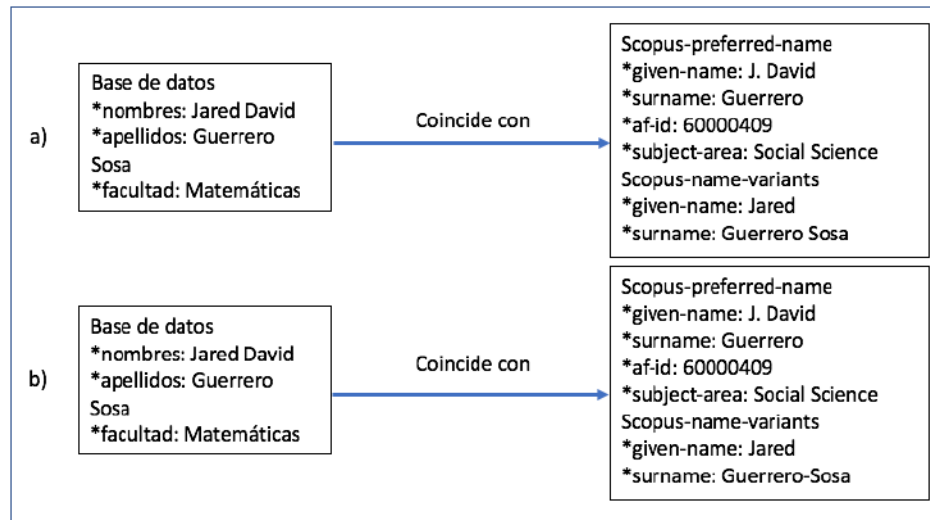 a)
Base de datos
*nombres: Jared David
*apellidos: Guerrero
Sosa
*facultad: Matemáticas
Coincide con
Scopus-preferred-name
*given-name: J. David
*surname: Guerrero
*af-id: 60000409
*subject-area: Social Science
Scopus-name-variants
*given-name: Jared
*surname: Guerrero Sosa
b)
Base de datos
*nombres: Jared David
*apellidos: Guerrero
Sosa
*facultad: Matemáticas
Coincide con
Scopus-preferred-name
*given-name: J. David
*surname: Guerrero
*af-id: 60000409
*subject-area: Social Science
Scopus-name-variants
*given-name: Jared
*surname: Guerrero-Sosa